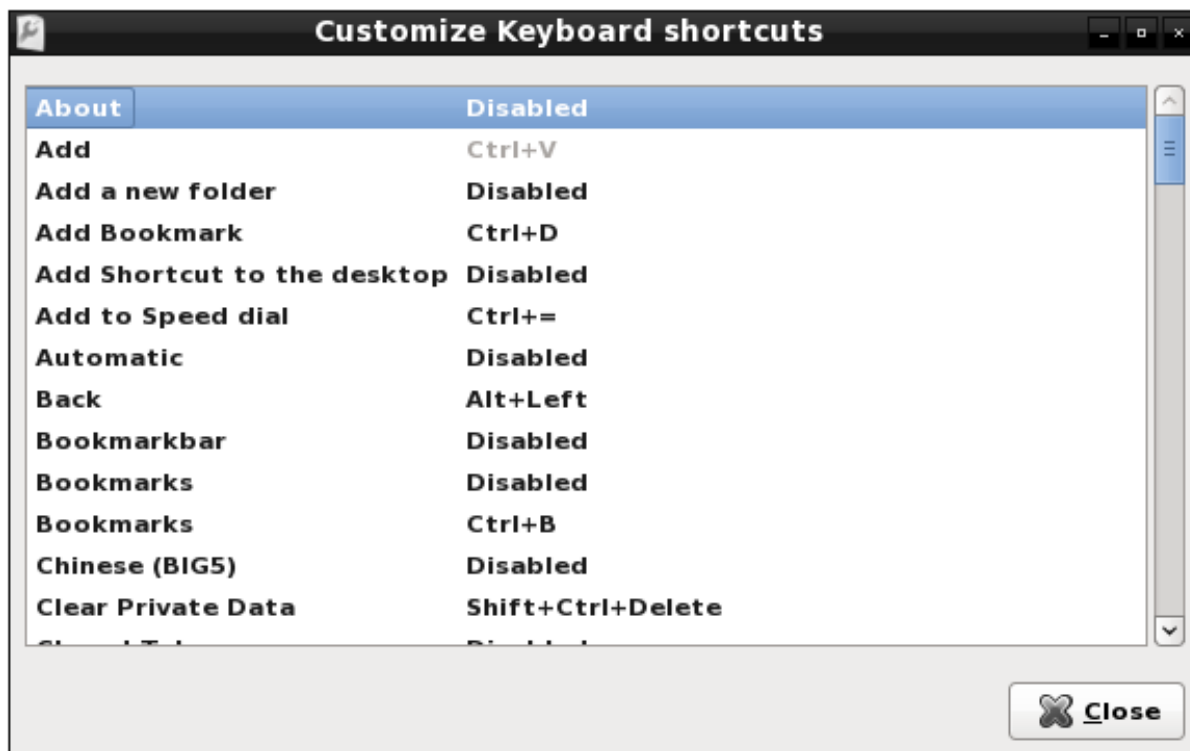 Customize Keyboard shortcuts
About Disabled
Add Ctrl+V
Add a new folder Disabled
Add Bookmark Ctrl+D
Add Shortcut to the desktop Disabled
Add to Speed dial Ctrl+=
Automatic Disabled
Back Alt+Left
Bookmarkbar Disabled
Bookmarks Disabled
Bookmarks Ctrl+B
Chinese (BIG5) Disabled
Clear Private Data Shift+Ctrl+Delete
Close